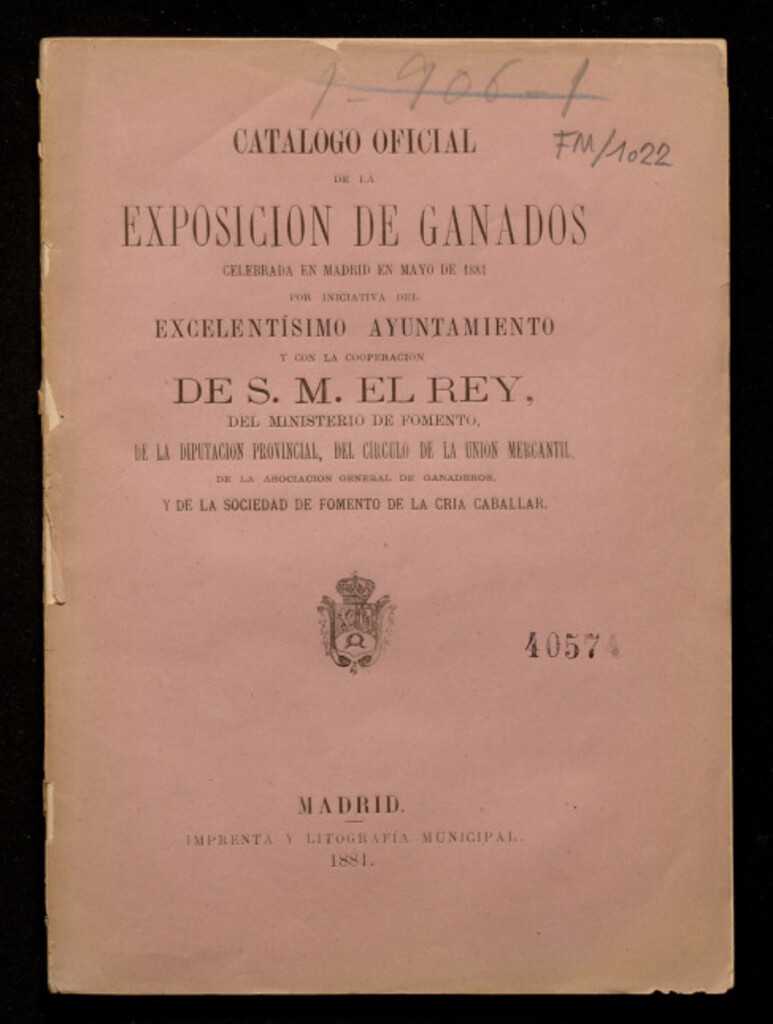 1-906-1
CATALOGO OFICIAL
FM/1022
DE LA
EXPOSICION DE GANADOS
CELEBRADA EN MADRID EN MAYO DE 1881
POR INICIATIVA DEL
EXCELENTÍSIMO AYUNTAMIENTO
Y CON LA COOPERACION
DE S. M. EL REY,
DEL MINISTERIO DE FOMENTO,
DE LA DIPUTACION PROVINCIAL, DEL CÍRCULO DE LA UNION MERCANTIL,
DE LA ASOCIACION GENERAL DE GANADEROS,
Y DE LA SOCIEDAD DE FOMENTO DE LA CRIA CABALLAR.
40574
MADRID.
IMPRENTA Y LITOGRAFIA MUNICIPAL.
1881.